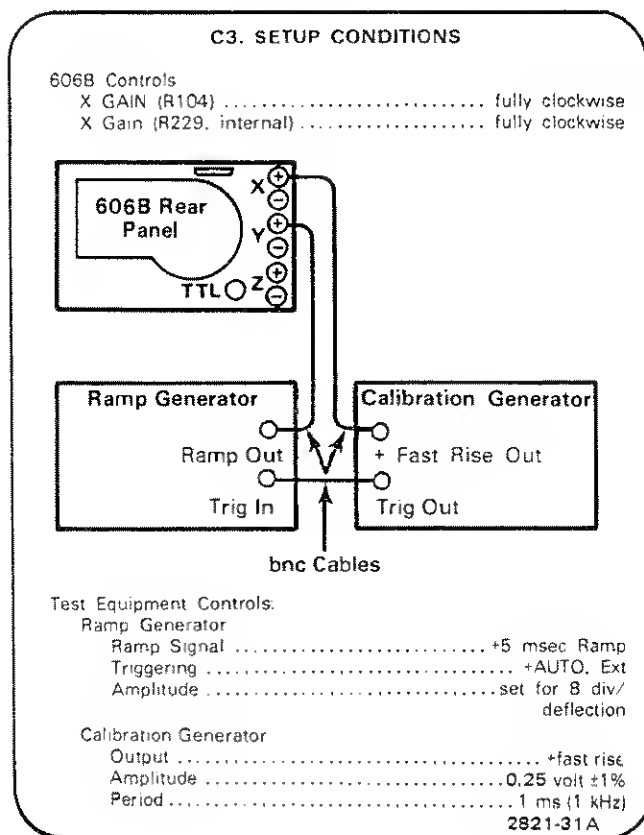 C3. SETUP CONDITIONS
606B Controls
X GAIN (R104) ............................... fully clockwise
X Gain (R229, internal) ...................... fully clockwise
X
+
−
606B Rear
Panel
Y
+
−
TTL
Z
+
−
Ramp Generator
Calibration Generator
Ramp Out
+ Fast Rise Out
Trig In
Trig Out
bnc Cables
Test Equipment Controls:
Ramp Generator
Ramp Signal ................................ +5 msec Ramp
Triggering ................................... +AUTO, Ext
Amplitude ................................. set for 8 div/
deflection
Calibration Generator
Output ....................................... +fast rise
Amplitude ................................. 0.25 volt ±1%
Period ..................................... 1 ms (1 kHz)
2821-31A